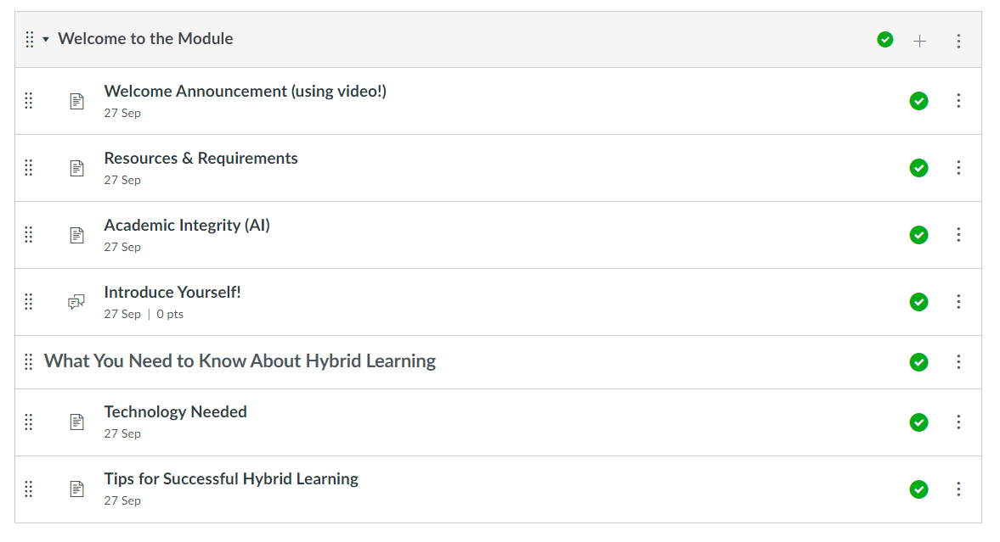 Welcome to the Module
Welcome Announcement (using video!)
27 Sep
Resources & Requirements
27 Sep
Academic Integrity (AI)
27 Sep
Introduce Yourself!
27 Sep | 0 pts
What You Need to Know About Hybrid Learning
Technology Needed
27 Sep
Tips for Successful Hybrid Learning
27 Sep